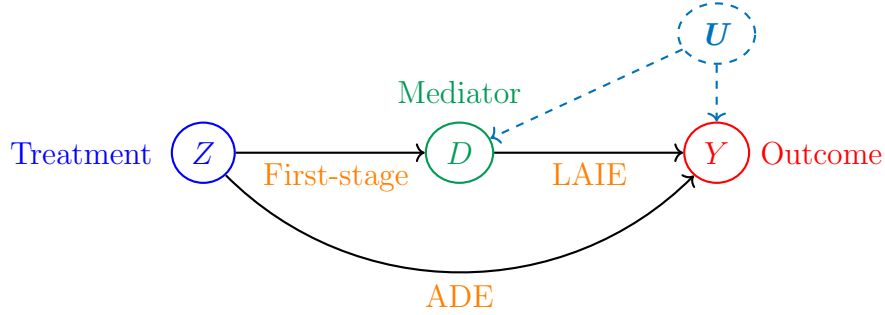 U
Mediator
Treatment Z D Y Outcome
First-stage LAIE
ADE